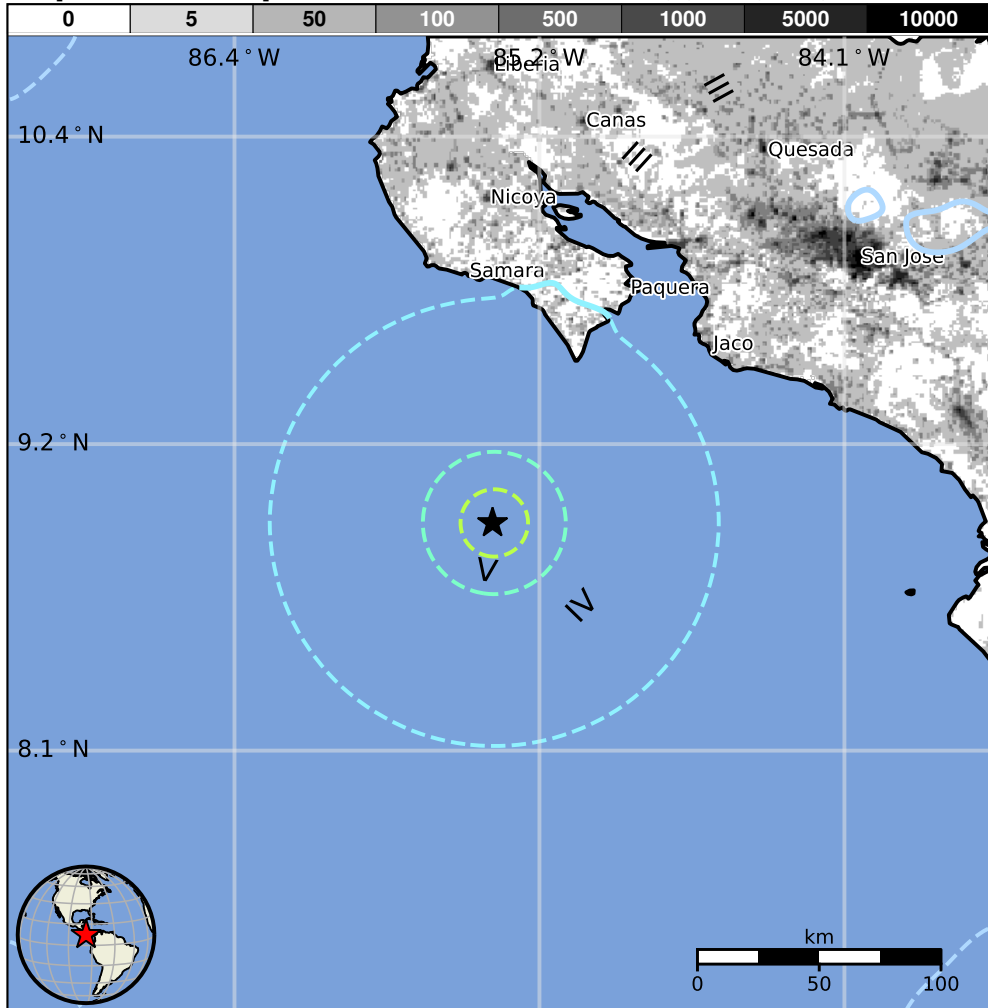 0 5 50 100 500 1000 5000 10000
86.4°W 85.2°W 84.1°W
Liberia
III
10.4°N
Canas
Quesada
III
Nicoya
San Jose
Samara
Paquera
Jaco
9.2°N
V
IV
8.1°N
km
0 50 100